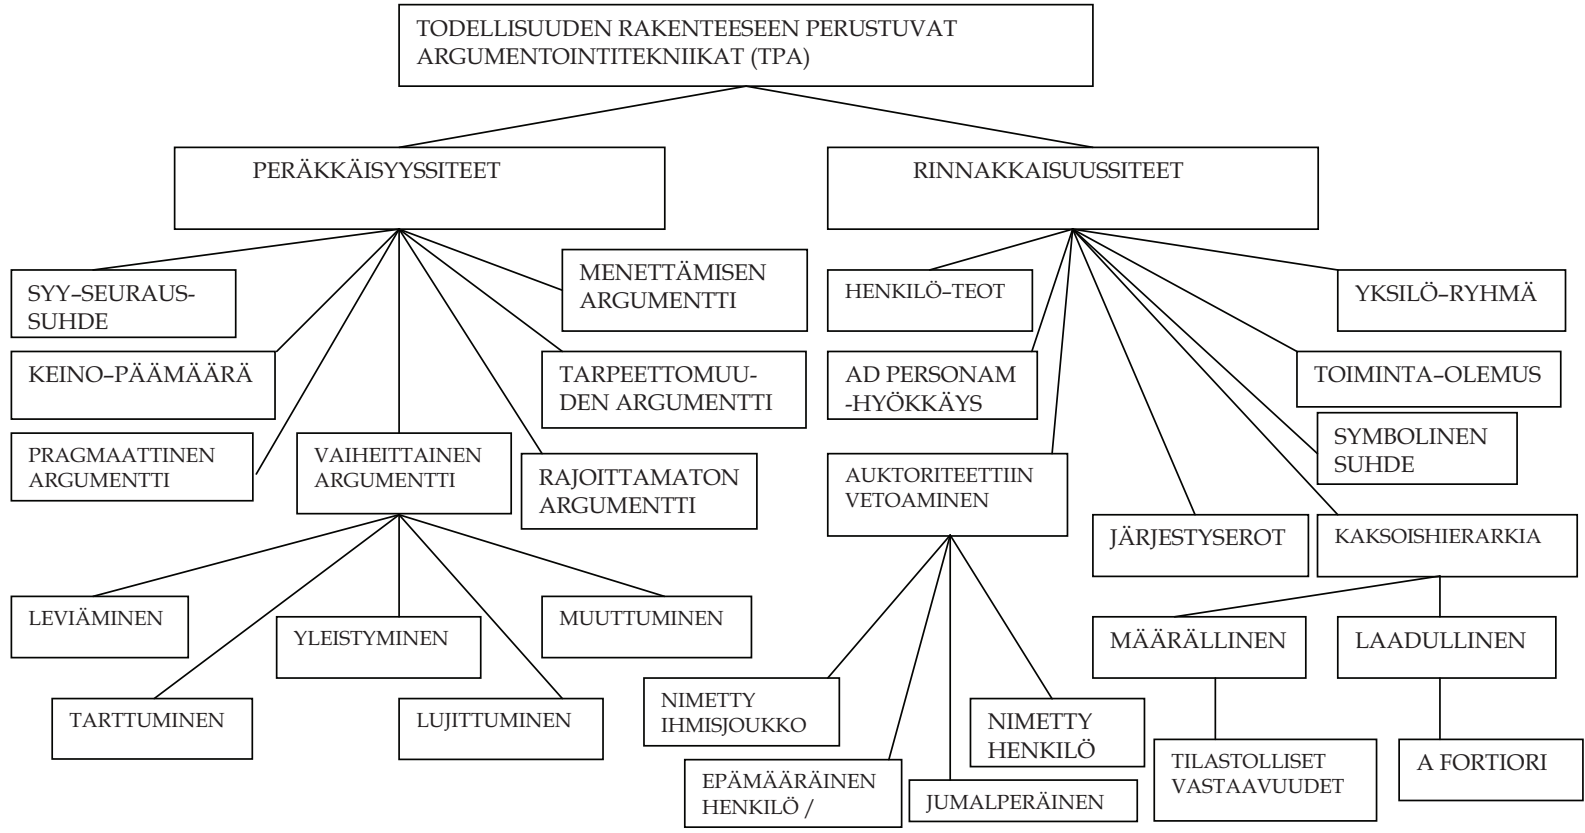 TODELLISUUDEN RAKENTEESEEN PERUSTUVAT
ARGUMENTOINTITEKNIIKAT (TPA)
PERÄKKÄISYYSSITEET
RINNAKKAISUUSSITEET
SYY–SEURAUS-
SUHDE
MENETTÄMISEN
ARGUMENTTI
HENKILÖ–TEOT
YKSILÖ–RYHMÄ
KEINO–PÄÄMÄÄRÄ
TARPEETTOMUU-
DEN ARGUMENTTI
AD PERSONAM
-HYÖKKÄYS
TOIMINTA–OLEMUS
PRAGMAATTINEN
ARGUMENTTI
VAIHEITTAINEN
ARGUMENTTI
RAJOITTAMATON
ARGUMENTTI
AUKTORITEETTIIN
VETOAMINEN
SYMBOLINEN
SUHDE
JÄRJESTYSEROT
KAKSOISHIERARKIA
LEVIÄMINEN
YLEISTYMINEN
MUUTTUMINEN
MÄÄRÄLLINEN
LAADULLINEN
TARTTUMINEN
LUJITTUMINEN
NIMETTY
IHMISJOUKKO
NIMETTY
HENKILÖ
EPÄMÄÄRÄINEN
HENKILÖ /
JUMALPERÄINEN
TILASTOLLISET
VASTAAVUUDET
A FORTIORI